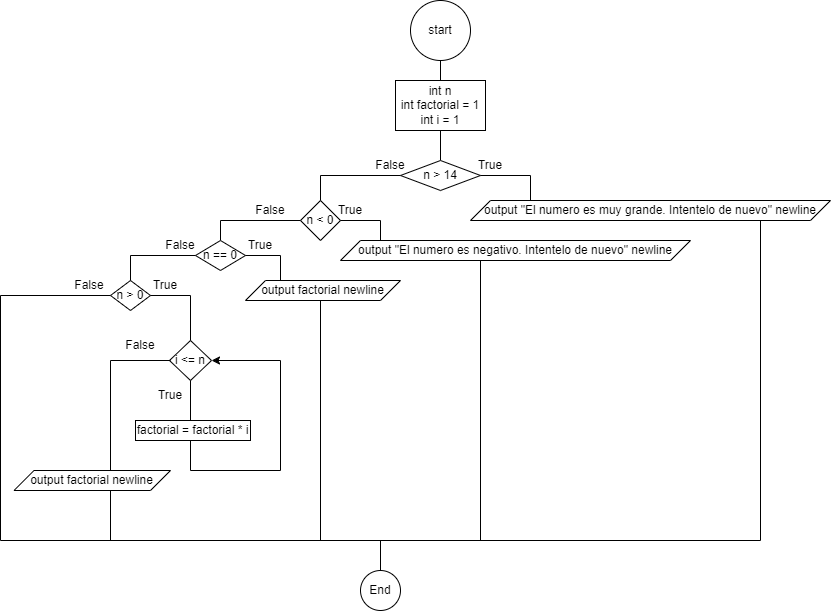 start
int n
int factorial = 1
int i = 1
False
n > 14
True
output "El numero es muy grande. Intentelo de nuevo" newline
False
n < 0
True
output "El numero es negativo. Intentelo de nuevo" newline
False
n == 0
True
output factorial newline
False
n > 0
True
False
i <= n
True
factorial = factorial * i
output factorial newline
End